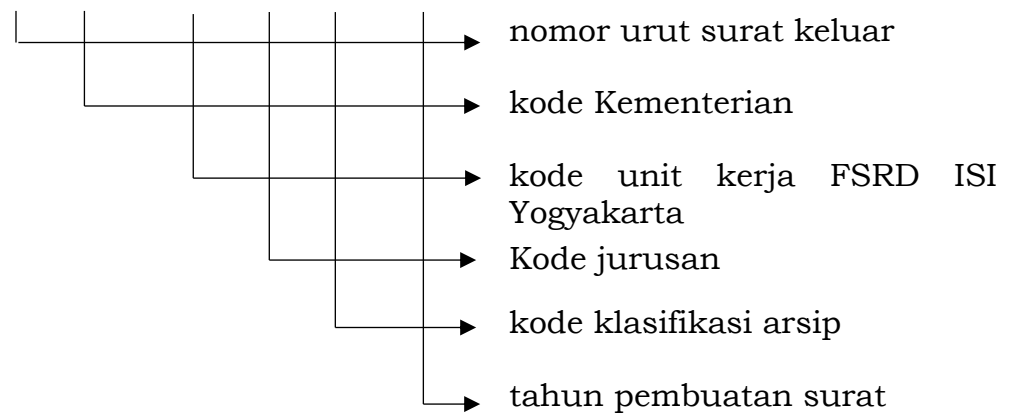 nomor urut surat keluar
kode Kementerian
kode unit kerja FSRD ISI
Yogyakarta
Kode jurusan
kode klasifikasi arsip
tahun pembuatan surat